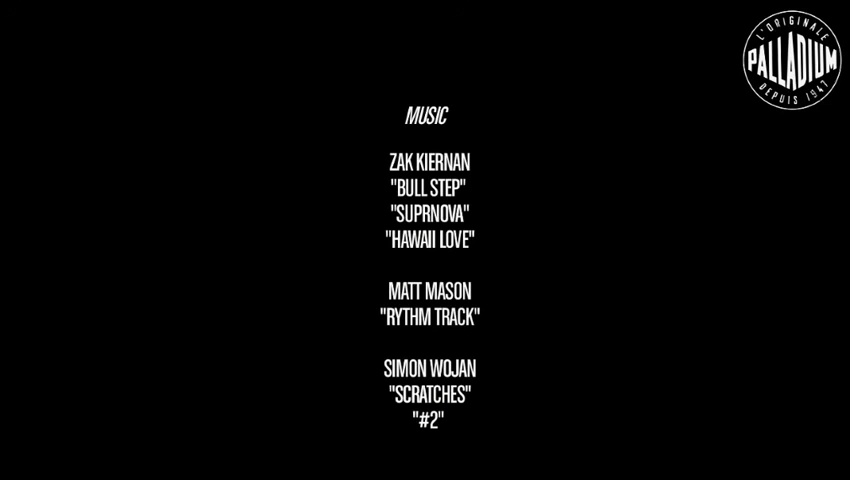 L'ORIGINALE
PALLADIUM
DEPUIS 1947
MUSIC
ZAK KIERNAN
"BULL STEP"
"SUPRNOVA"
"HAWAII LOVE"
MATT MASON
"RYTHM TRACK"
SIMON WOJAN
"SCRATCHES"
"#2"